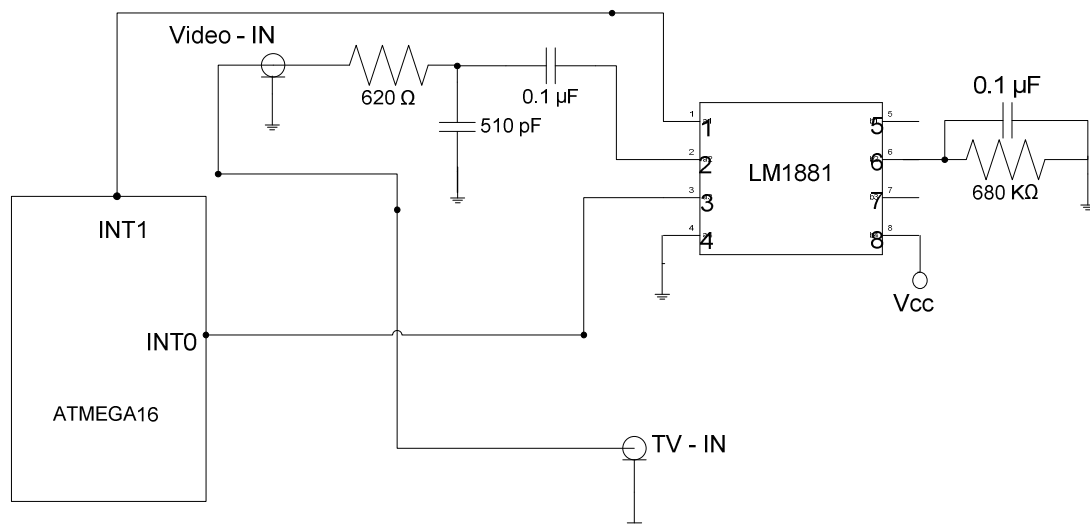 Video - IN
620 Ω
0.1 µF
510 pF
0.1 µF
680 KΩ
LM1881
1
1
2
2
3
3
4
4
5
5
6
6
7
7
8
8
Vcc
INT1
INT0
ATMEGA16
TV - IN